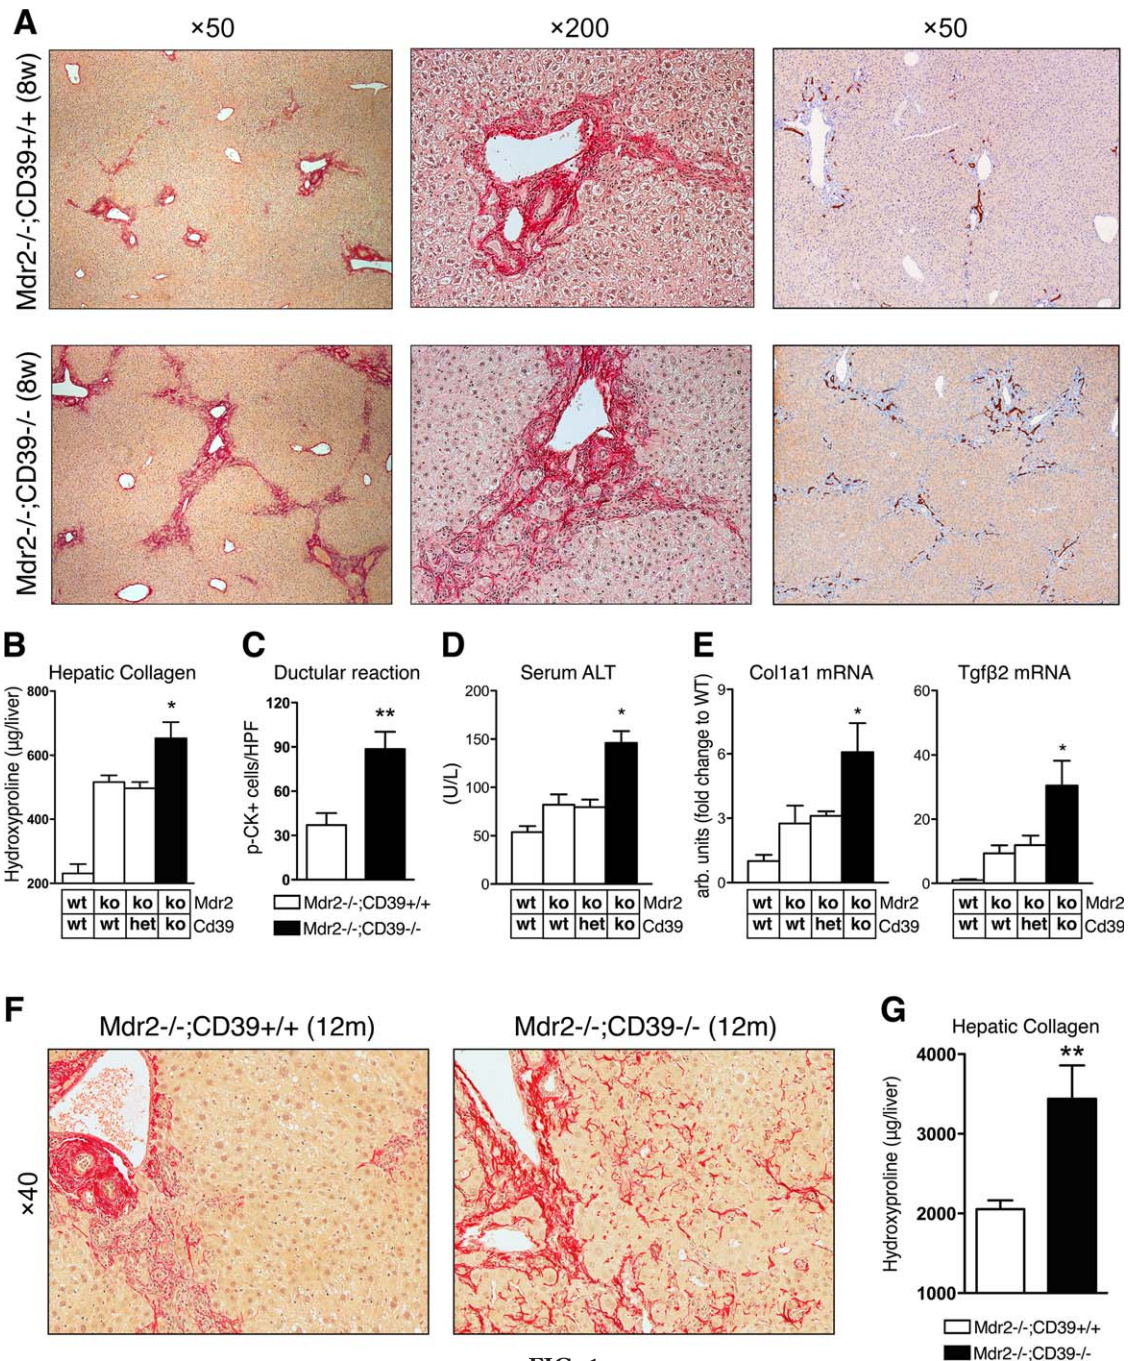 A
×50 ×200 ×50
Mdr2-/-;CD39+/+ (8w)
Mdr2-/-;CD39-/- (8w)
B
Hepatic Collagen
Hydroxyproline (µg/liver)
800
600
400
200
wt ko ko ko Mdr2
wt wt het ko Cd39
C
Ductular reaction
p-CK+ cells/HPF
120
90
60
30
0
**
Mdr2-/-;CD39+/+
Mdr2-/-;CD39-/-
D
Serum ALT
(U/L)
200
150
100
50
0
*
wt ko ko ko Mdr2
wt wt het ko Cd39
E
Col1a1 mRNA
arb. units (fold change to WT)
9
6
3
0
*
wt ko ko ko Mdr2
wt wt het ko Cd39
Tgfβ2 mRNA
60
40
20
0
*
wt ko ko ko Mdr2
wt wt het ko Cd39
F
Mdr2-/-;CD39+/+ (12m) Mdr2-/-;CD39-/- (12m)
×40
G
Hepatic Collagen
Hydroxyproline (µg/liver)
4000
3000
2000
1000
**
Mdr2-/-;CD39+/+
Mdr2-/-;CD39-/-